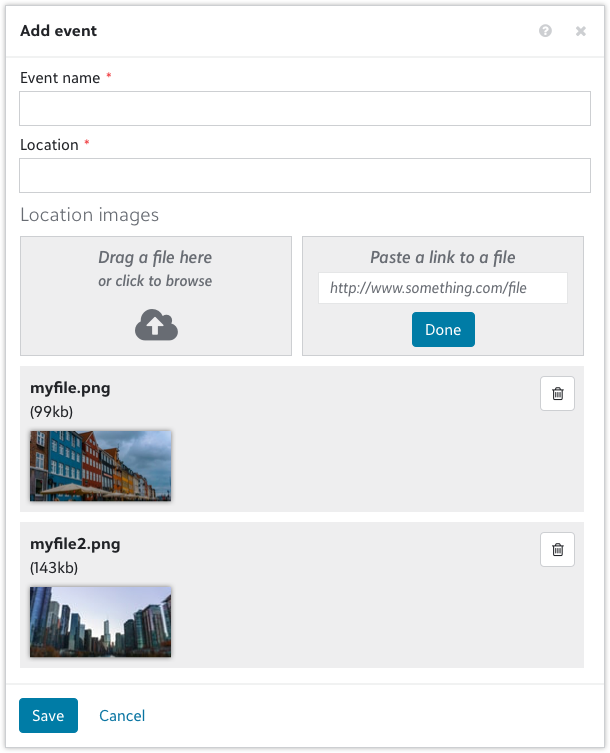 Add event
Event name *
Location *
Location images
Drag a file here
or click to browse
Paste a link to a file
http://www.something.com/file
Done
myfile.png
(99kb)
myfile2.png
(143kb)
Save Cancel